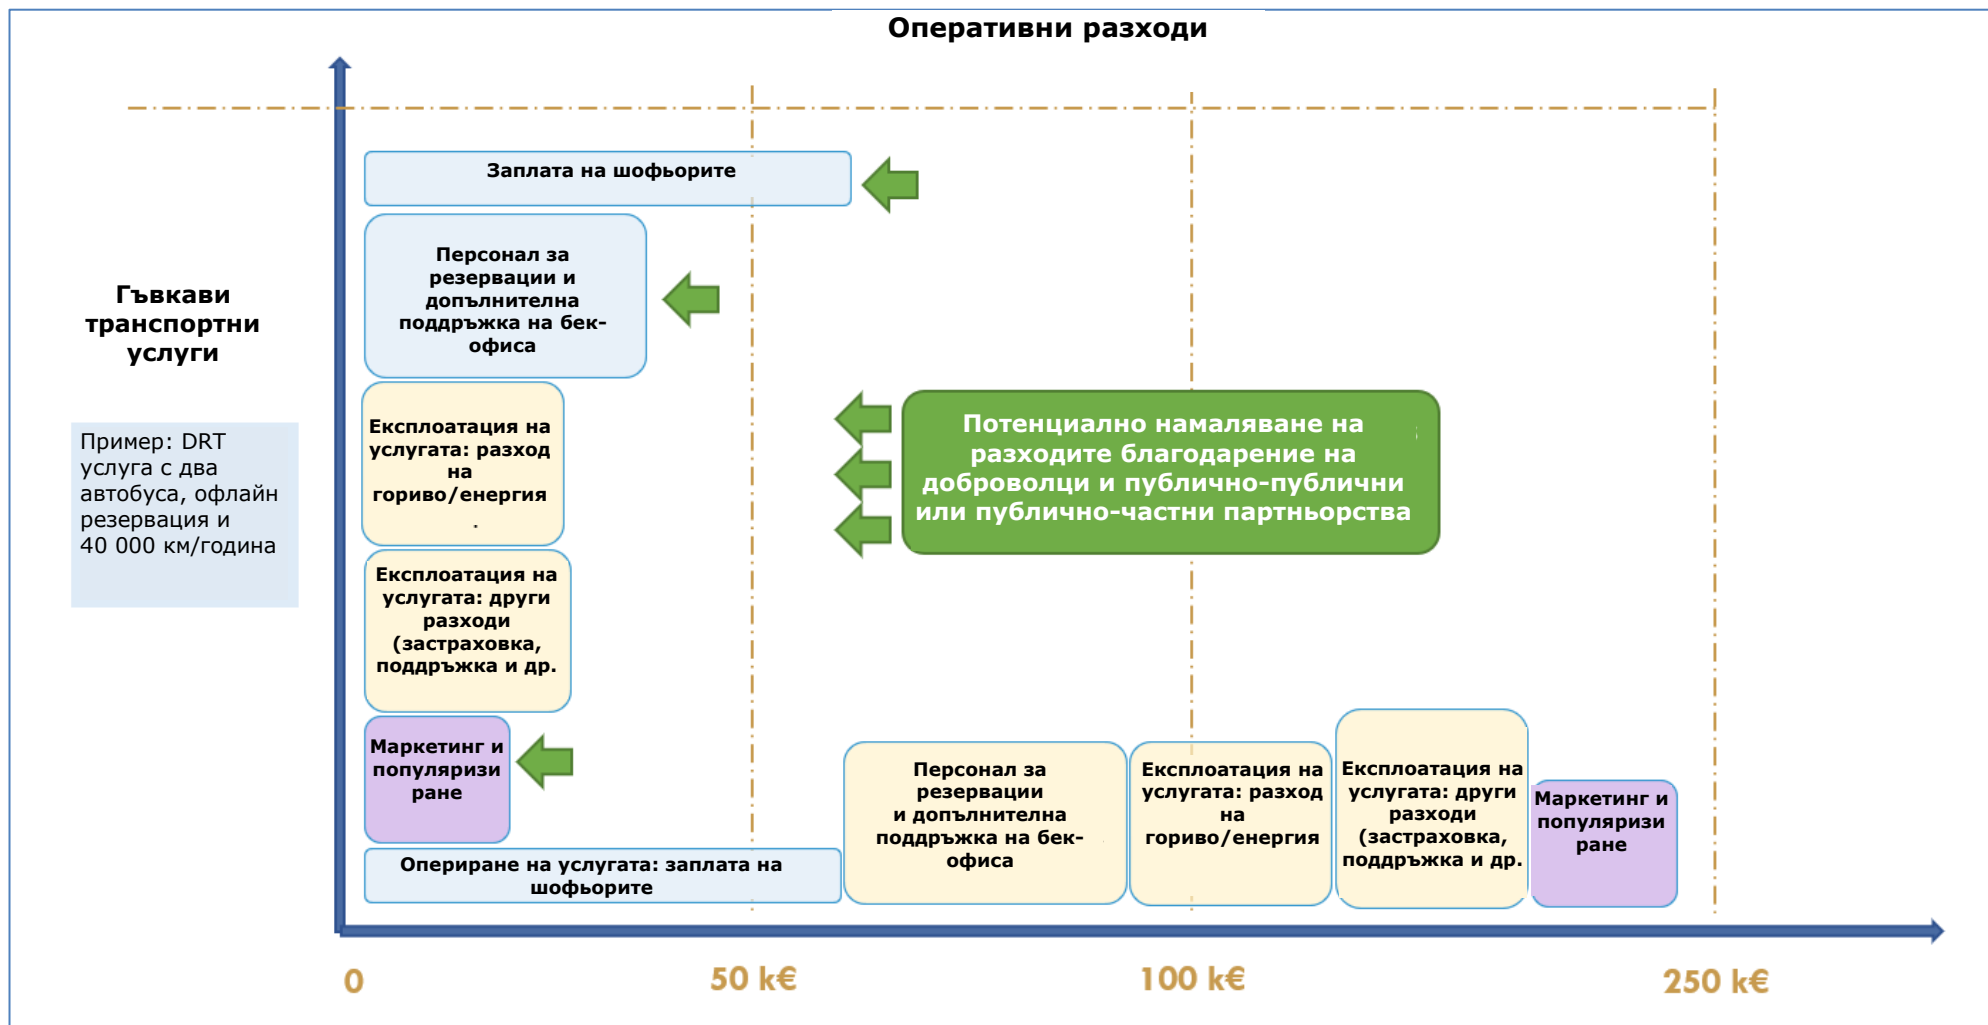 Оперативни разходи
Заплата на шофьорите
Персонал за
резервации и
допълнителна
поддръжка на бек-
офиса
Гъвкави
транспортни
услуги
Пример: DRT
услуга с два
автобуса, офлайн
резервация и
40 000 км/година
Експлоатация на
услугата: разход
на
гориво/енергия
.
Потенциално намаляване на
разходите благодарение на
доброволци и публично-публични
или публично-частни партньорства
Експлоатация на
услугата: други
разходи
(застраховка,
поддръжка и др.
Маркетинг и
популяризи
ране
Опериране на услугата: заплата на
шофьорите
Персонал за
резервации
и допълнителна
поддръжка на бек-
офиса
Експлоатация на
услугата: разход
на
гориво/енергия
Експлоатация на
услугата: други
разходи
(застраховка,
поддръжка и др.
Маркетинг и
популяризи
ране
0
50 k€
100 k€
250 k€